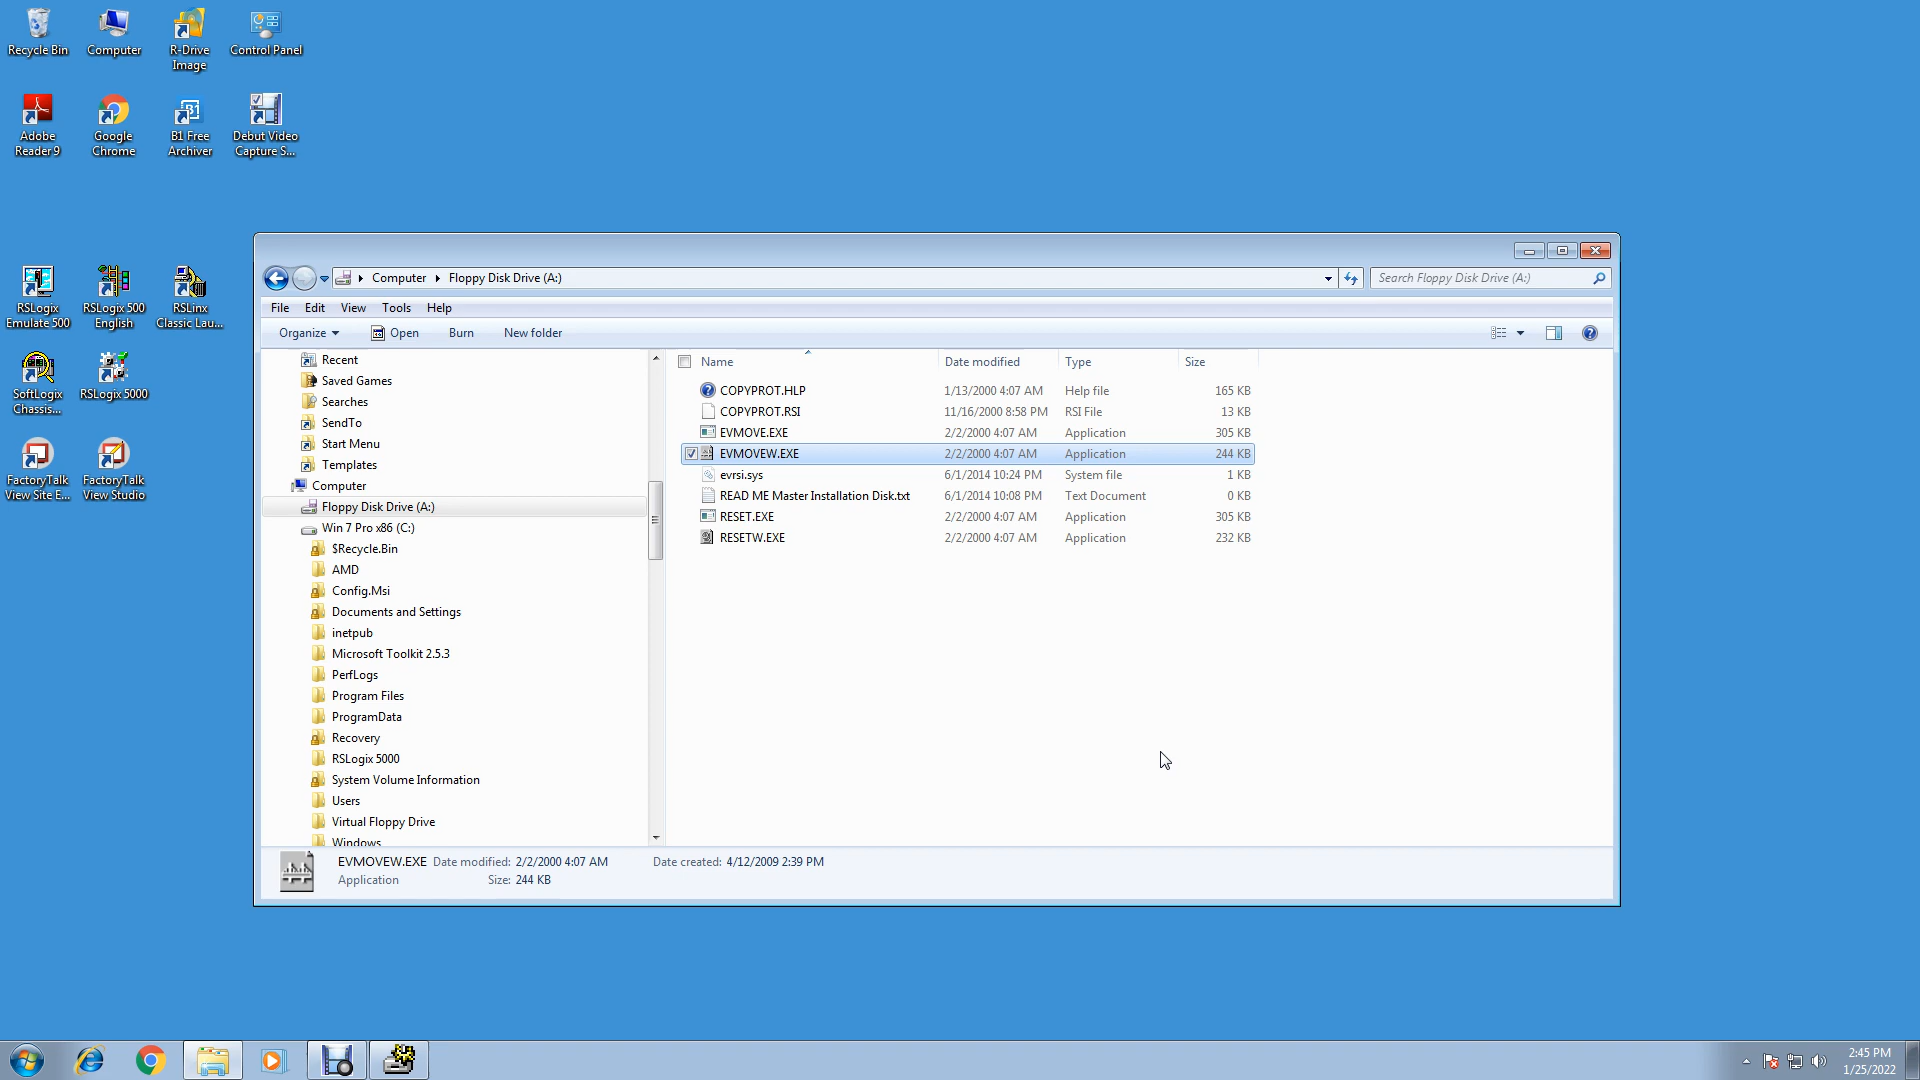 Recycle Bin
Computer
R-Drive
Image
Control Panel
Adobe
Reader 9
Google
Chrome
B1 Free
Archiver
Debut Video
Capture S...
RSLogix
Emulate 500
RSLogix 500
English
RSLinx
Classic Lau...
SoftLogix
Chassis...
RSLogix 5000
FactoryTalk
View Site E...
FactoryTalk
View Studio
Computer
Floppy Disk Drive (A:)
Search Floppy Disk Drive (A:)
File Edit View Tools Help
Organize Open Burn New folder
Recent
Saved Games
Searches
SendTo
Start Menu
Templates
Computer
Floppy Disk Drive (A:)
Win 7 Pro x86 (C:)
$Recycle.Bin
AMD
Config.Msi
Documents and Settings
inetpub
Microsoft Toolkit 2.5.3
PerfLogs
Program Files
ProgramData
Recovery
RSLogix 5000
System Volume Information
Users
Virtual Floppy Drive
Windows
Name Date modified Type Size
COPYPROT.HLP 1/13/2000 4:07 AM Help file 165 KB
COPYPROT.RSI 11/16/2000 8:58 PM RSI File 13 KB
EVMOVE.EXE 2/2/2000 4:07 AM Application 305 KB
EVMOVEW.EXE 2/2/2000 4:07 AM Application 244 KB
evrsi.sys 6/1/2014 10:24 PM System file 1 KB
READ ME Master Installation Disk.txt 6/1/2014 10:08 PM Text Document 0 KB
RESET.EXE 2/2/2000 4:07 AM Application 305 KB
RESETW.EXE 2/2/2000 4:07 AM Application 232 KB
EVMOVEW.EXE Date modified: 2/2/2000 4:07 AM Date created: 4/12/2009 2:39 PM
Application Size: 244 KB
2:45 PM
1/25/2022